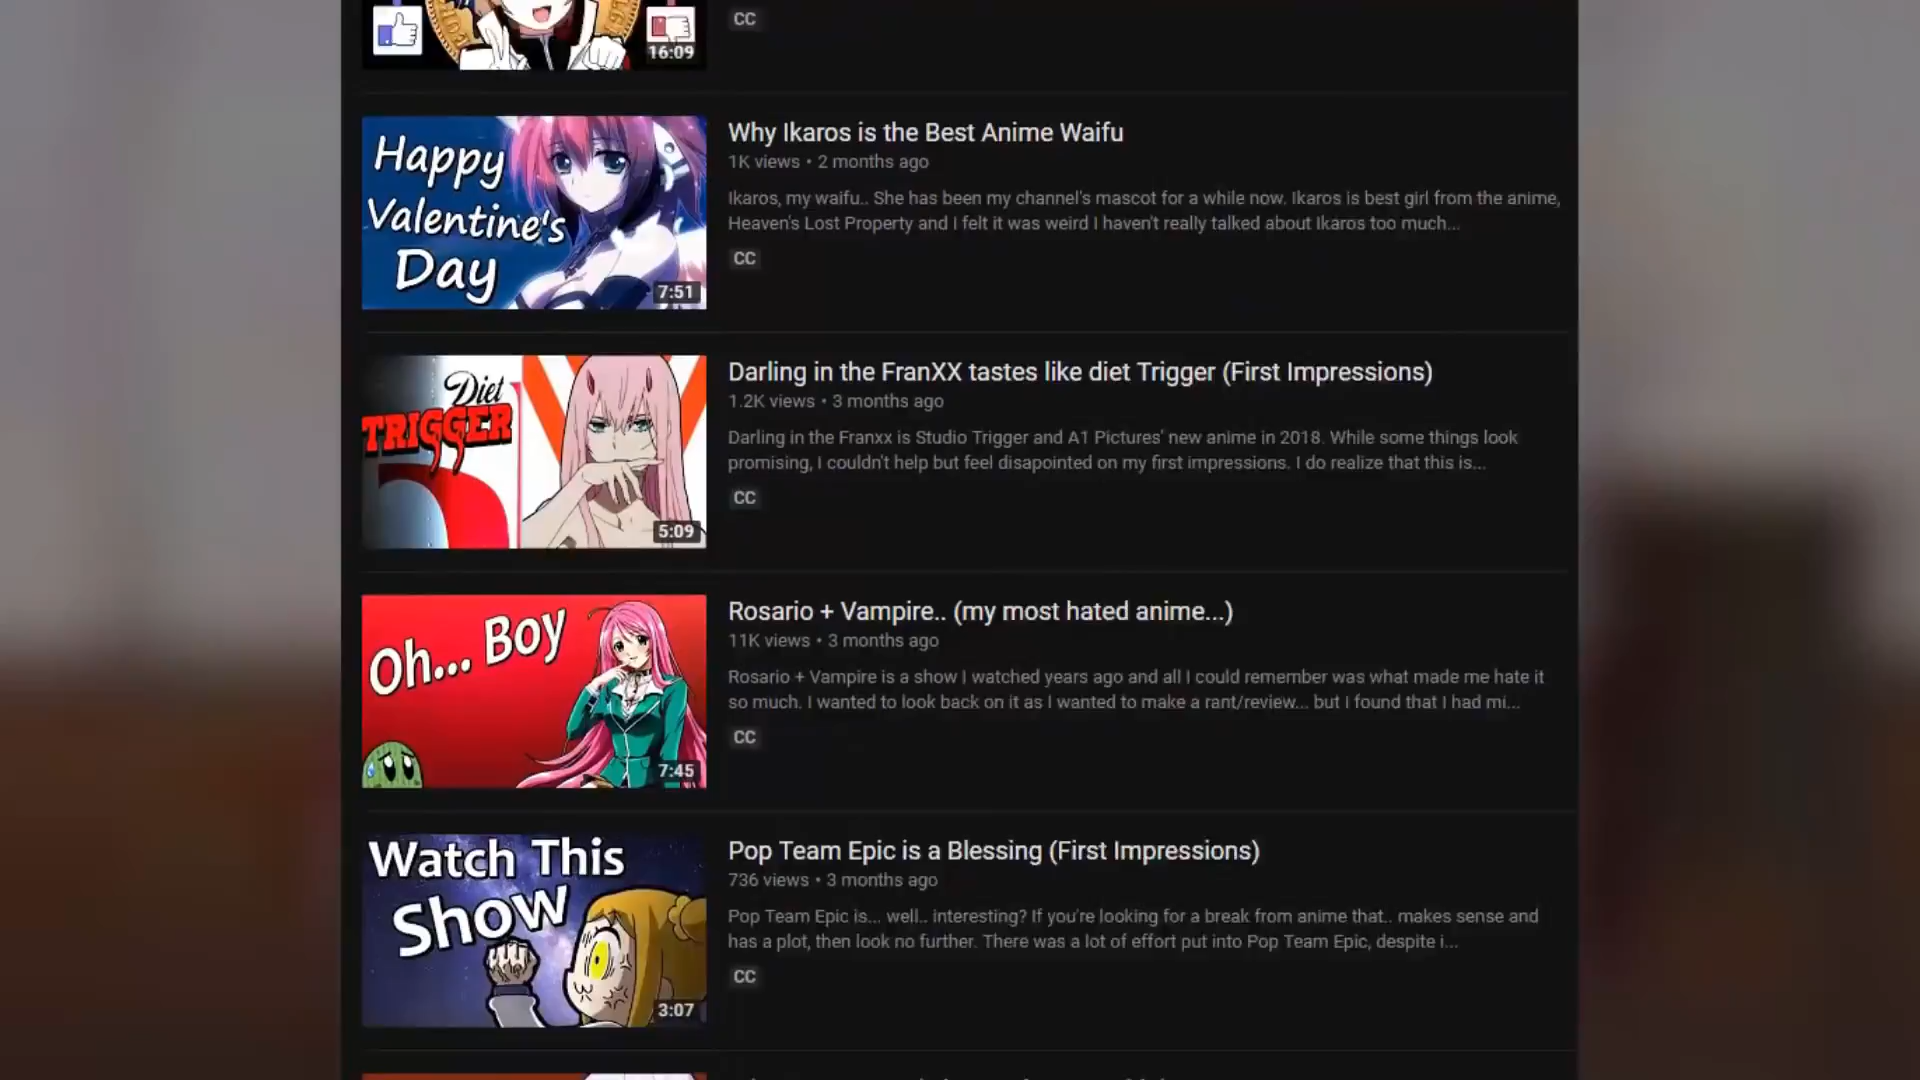 16:09
CC
Happy
Valentine's
Day
7:51
Why Ikaros is the Best Anime Waifu
1K views • 2 months ago
Ikaros, my waifu.. She has been my channel's mascot for a while now. Ikaros is best girl from the anime,
Heaven's Lost Property and I felt it was weird I haven't really talked about Ikaros too much...
CC
Diet
TRIGGER
5:09
Darling in the FranXX tastes like diet Trigger (First Impressions)
1.2K views • 3 months ago
Darling in the Franxx is Studio Trigger and A1 Pictures' new anime in 2018. While some things look
promising, I couldn't help but feel disapointed on my first impressions. I do realize that this is...
CC
Oh... Boy
7:45
Rosario + Vampire.. (my most hated anime...)
11K views • 3 months ago
Rosario + Vampire is a show I watched years ago and all I could remember was what made me hate it
so much. I wanted to look back on it as I wanted to make a rant/review... but I found that I had mi...
CC
Watch This
Show
3:07
Pop Team Epic is a Blessing (First Impressions)
736 views • 3 months ago
Pop Team Epic is... well.. interesting? If you're looking for a break from anime that.. makes sense and
has a plot, then look no further. There was a lot of effort put into Pop Team Epic, despite i...
CC